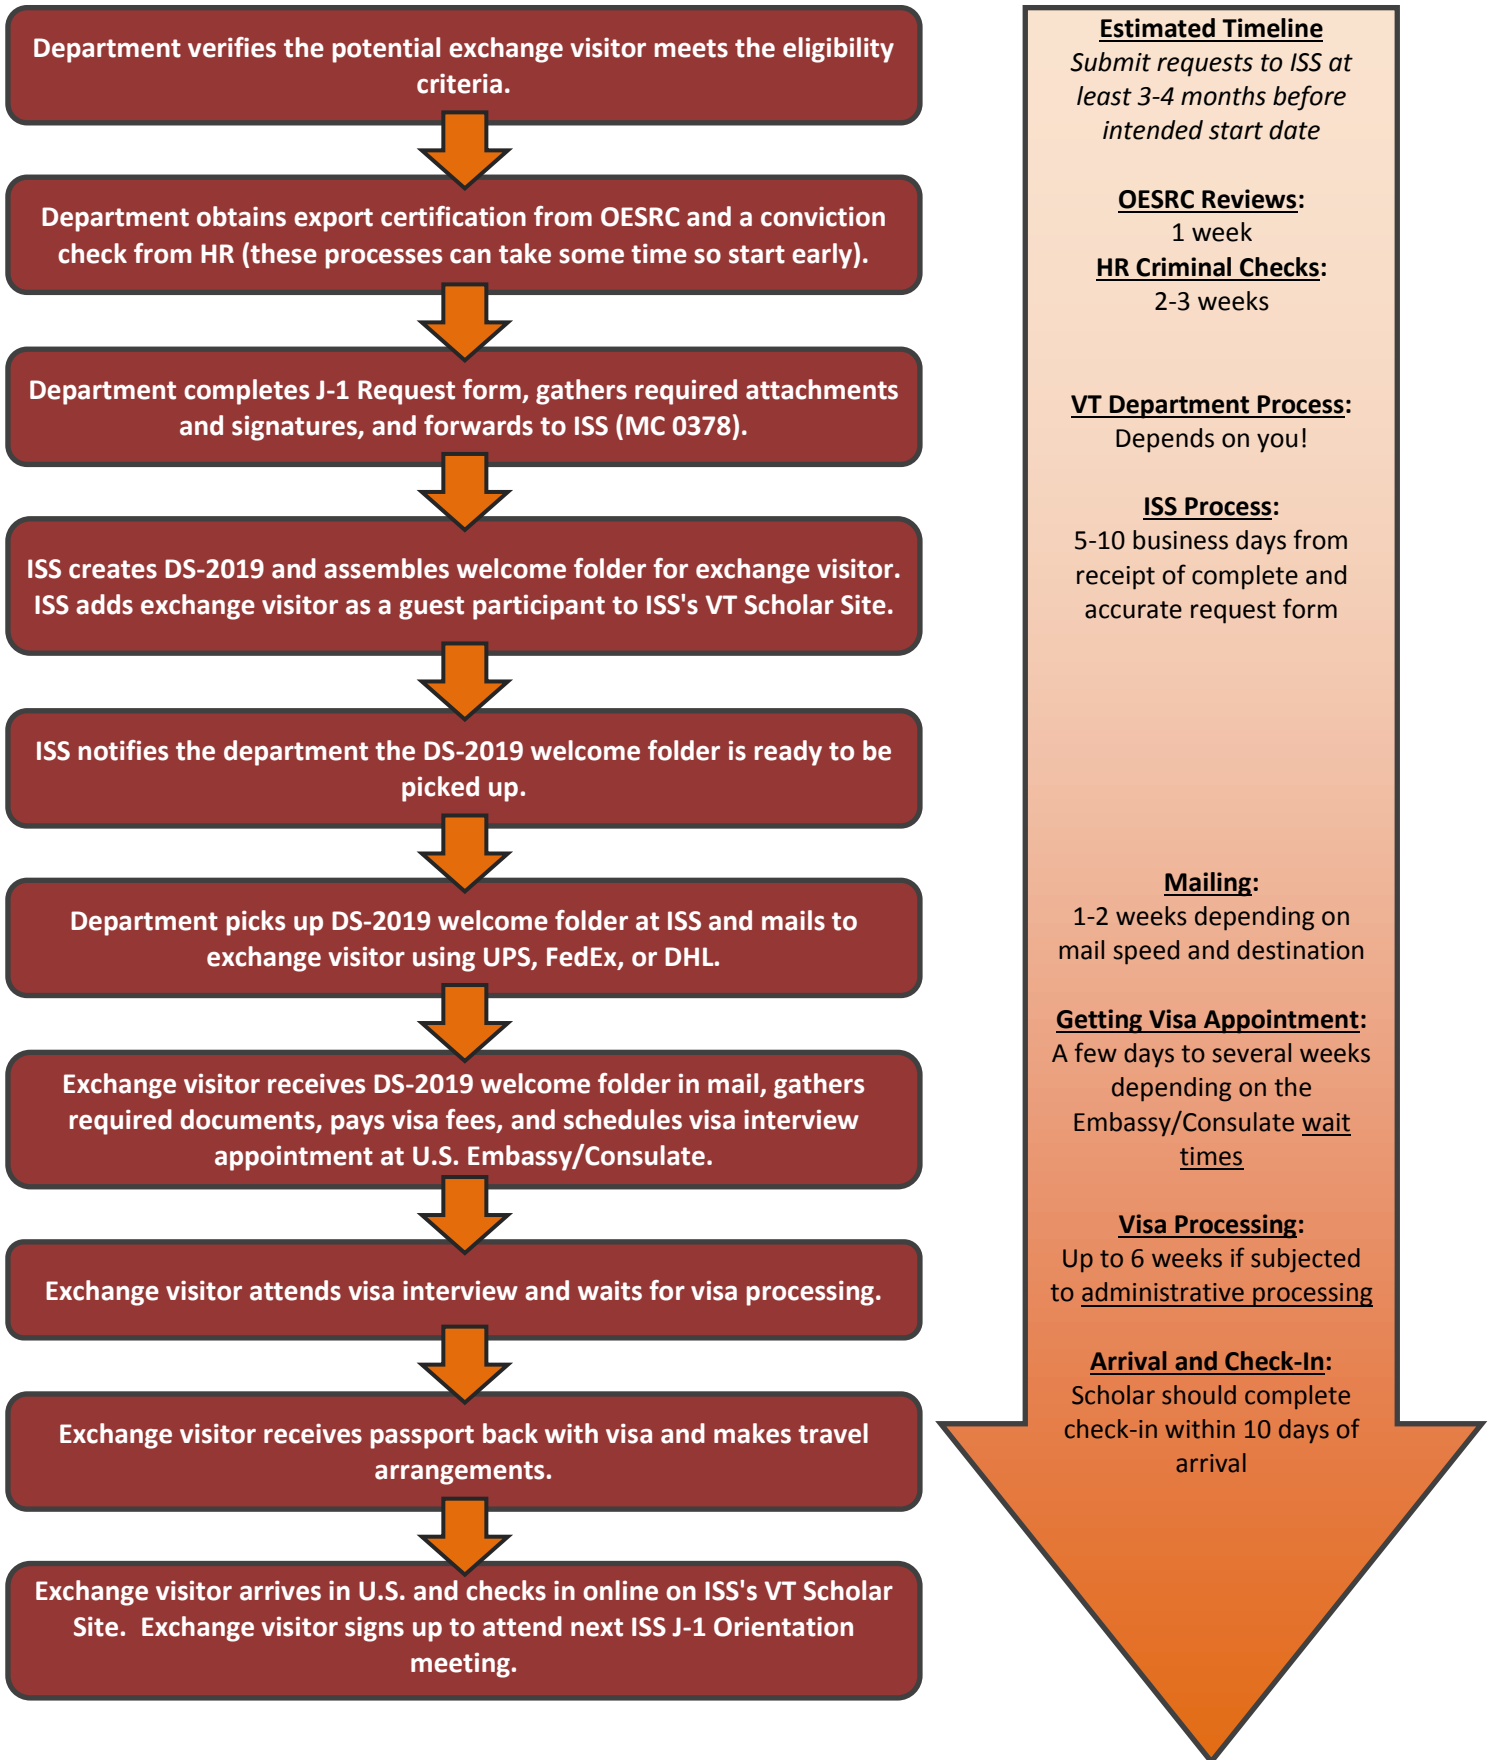 Department verifies the potential exchange visitor meets the eligibility
criteria.
Department obtains export certification from OESRC and a conviction
check from HR (these processes can take some time so start early).
Department completes J-1 Request form, gathers required attachments
and signatures, and forwards to ISS (MC 0378).
ISS creates DS-2019 and assembles welcome folder for exchange visitor.
ISS adds exchange visitor as a guest participant to ISS's VT Scholar Site.
ISS notifies the department the DS-2019 welcome folder is ready to be
picked up.
Department picks up DS-2019 welcome folder at ISS and mails to
exchange visitor using UPS, FedEx, or DHL.
Exchange visitor receives DS-2019 welcome folder in mail, gathers
required documents, pays visa fees, and schedules visa interview
appointment at U.S. Embassy/Consulate.
Exchange visitor attends visa interview and waits for visa processing.
Exchange visitor receives passport back with visa and makes travel
arrangements.
Exchange visitor arrives in U.S. and checks in online on ISS's VT Scholar
Site.  Exchange visitor signs up to attend next ISS J-1 Orientation
meeting.
Estimated Timeline
Submit requests to ISS at
least 3-4 months before
intended start date
OESRC Reviews:
1 week
HR Criminal Checks:
2-3 weeks
VT Department Process:
Depends on you!
ISS Process:
5-10 business days from
receipt of complete and
accurate request form
Mailing:
1-2 weeks depending on
mail speed and destination
Getting Visa Appointment:
A few days to several weeks
depending on the
Embassy/Consulate wait
times
Visa Processing:
Up to 6 weeks if subjected
to administrative processing
Arrival and Check-In:
Scholar should complete
check-in within 10 days of
arrival